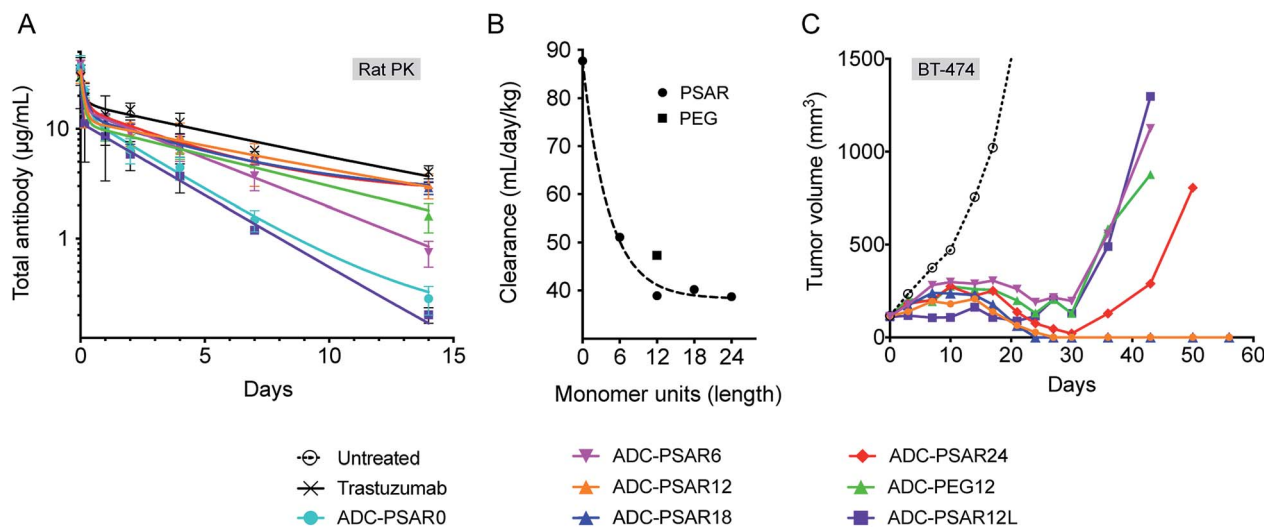 A
Rat PK
Total antibody (µg/mL)
10
1
0 5 10 15
Days
B
Clearance (mL/day/kg)
90
80
70
60
50
40
PSAR
PEG
0 6 12 18 24
Monomer units (length)
C
BT-474
Tumor volume (mm³)
1500
1000
500
0
0 20 40 60
Days
Untreated
Trastuzumab
ADC-PSAR0
ADC-PSAR6
ADC-PSAR12
ADC-PSAR18
ADC-PSAR24
ADC-PEG12
ADC-PSAR12L